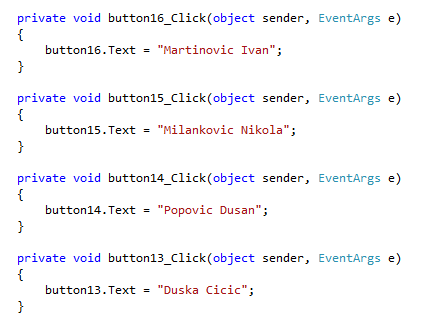 private void button16_Click(object sender, EventArgs e)
{
    button16.Text = "Martinovic Ivan";
}
private void button15_Click(object sender, EventArgs e)
{
    button15.Text = "Milankovic Nikola";
}
private void button14_Click(object sender, EventArgs e)
{
    button14.Text = "Popovic Dusan";
}
private void button13_Click(object sender, EventArgs e)
{
    button13.Text = "Duska Cicic";
}